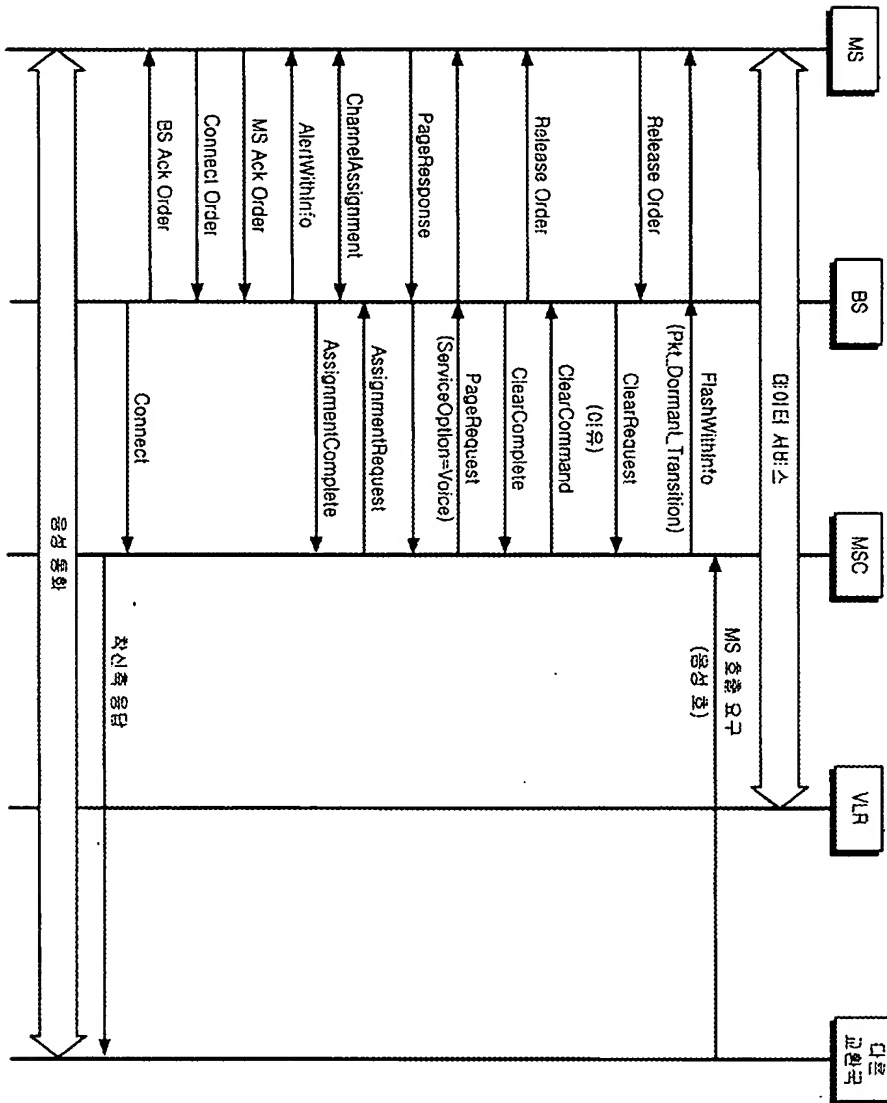 MS
BS
MSC
VLR
다른
교환국
데이터 서비스
MS 호출 요구
(음성 호)
FlashWithInfo
(Pkt_Dormant_Transition)
Release Order
ClearRequest
(이유)
ClearCommand
Release Order
ClearComplete
PageRequest
(ServiceOption=Voice)
PageResponse
AssignmentRequest
ChannelAssignment
AssignmentComplete
AlertWithInfo
MS Ack Order
Connect Order
BS Ack Order
Connect
착신측 응답
음성 통화